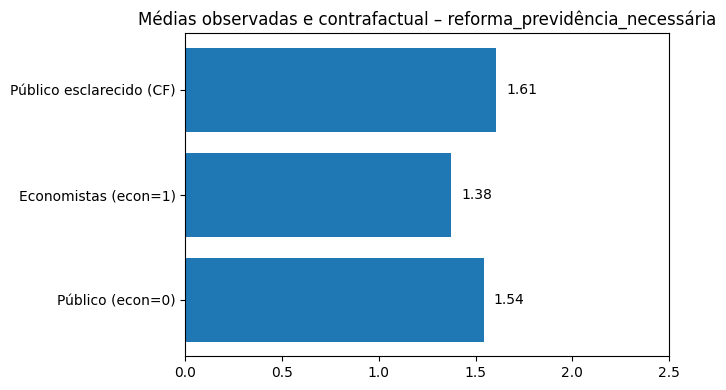 Médias observadas e contrafactual – reforma_previdência_necessária
Público esclarecido (CF)
1.61
Economistas (econ=1)
1.38
Público (econ=0)
1.54
0.0 0.5 1.0 1.5 2.0 2.5